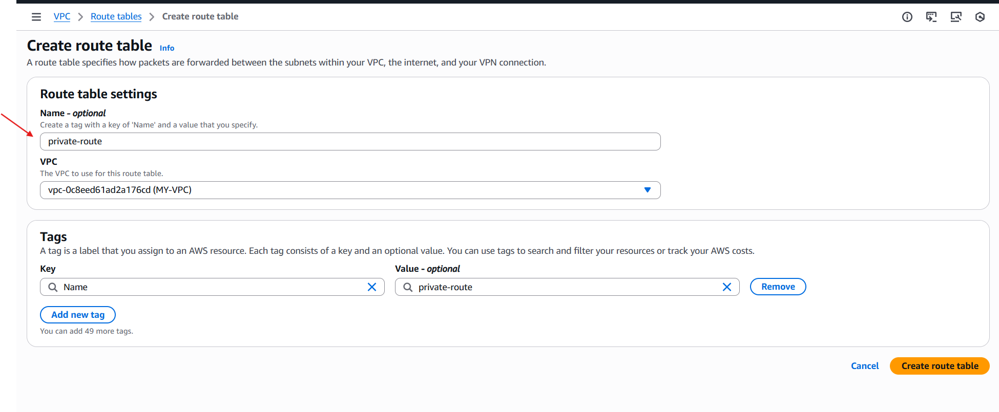 VPC > Route tables > Create route table
Create route table Info
A route table specifies how packets are forwarded between the subnets within your VPC, the internet, and your VPN connection.
Route table settings
Name - optional
Create a tag with a key of 'Name' and a value that you specify.
private-route
VPC
The VPC to use for this route table.
vpc-0c8eed61ad2a176cd (MY-VPC)
Tags
A tag is a label that you assign to an AWS resource. Each tag consists of a key and an optional value. You can use tags to search and filter your resources or track your AWS costs.
Key Value - optional
Name private-route Remove
Add new tag
You can add 49 more tags.
Cancel Create route table